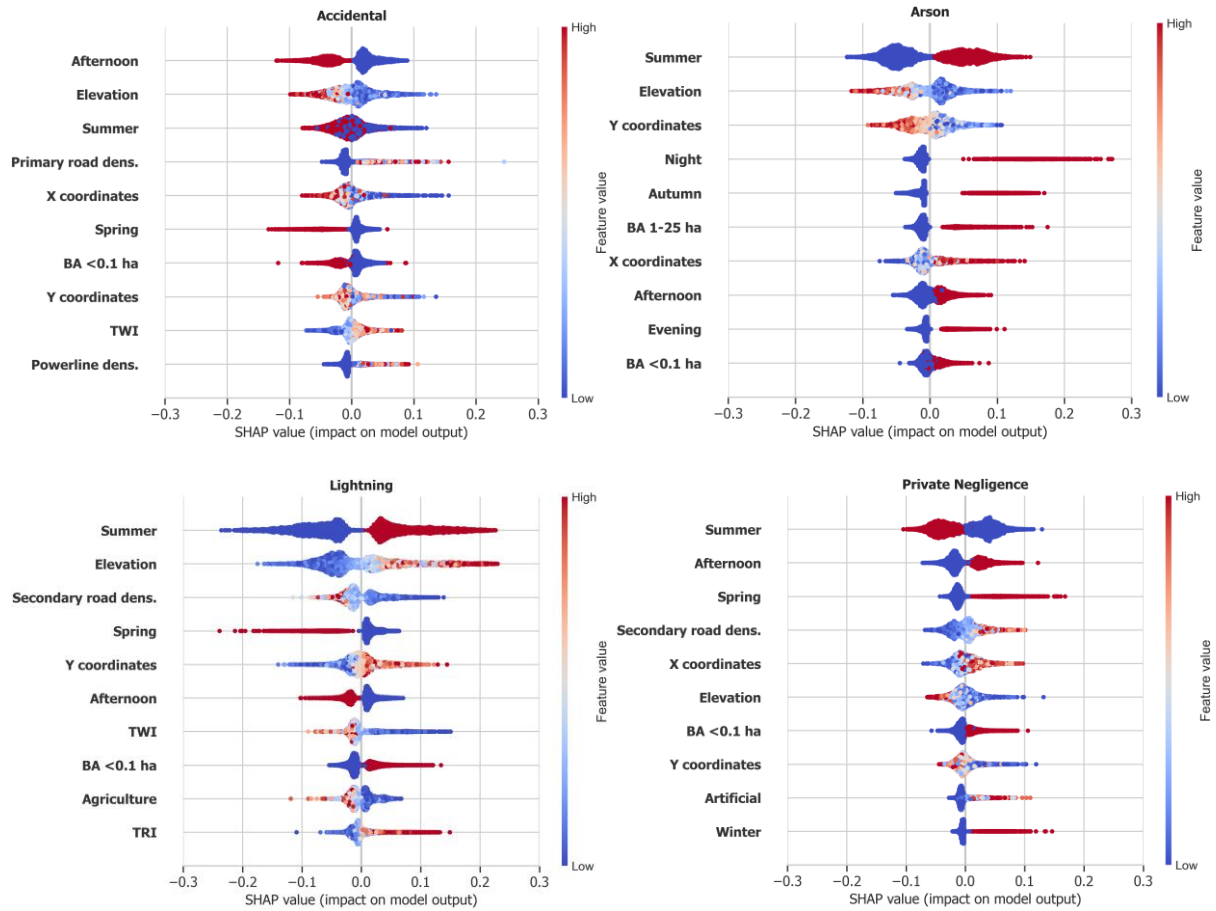 Accidental
High
Afternoon
Elevation
Summer
Primary road dens.
X coordinates
Spring
BA <0.1 ha
Y coordinates
TWI
Powerline dens.
Feature value
Low
−0.3 −0.2 −0.1 0.0 0.1 0.2 0.3
SHAP value (impact on model output)
Arson
High
Summer
Elevation
Y coordinates
Night
Autumn
BA 1-25 ha
X coordinates
Afternoon
Evening
BA <0.1 ha
Feature value
Low
−0.3 −0.2 −0.1 0.0 0.1 0.2 0.3
SHAP value (impact on model output)
Lightning
High
Summer
Elevation
Secondary road dens.
Spring
Y coordinates
Afternoon
TWI
BA <0.1 ha
Agriculture
TRI
Feature value
Low
−0.3 −0.2 −0.1 0.0 0.1 0.2 0.3
SHAP value (impact on model output)
Private Negligence
High
Summer
Afternoon
Spring
Secondary road dens.
X coordinates
Elevation
BA <0.1 ha
Y coordinates
Artificial
Winter
Feature value
Low
−0.3 −0.2 −0.1 0.0 0.1 0.2 0.3
SHAP value (impact on model output)